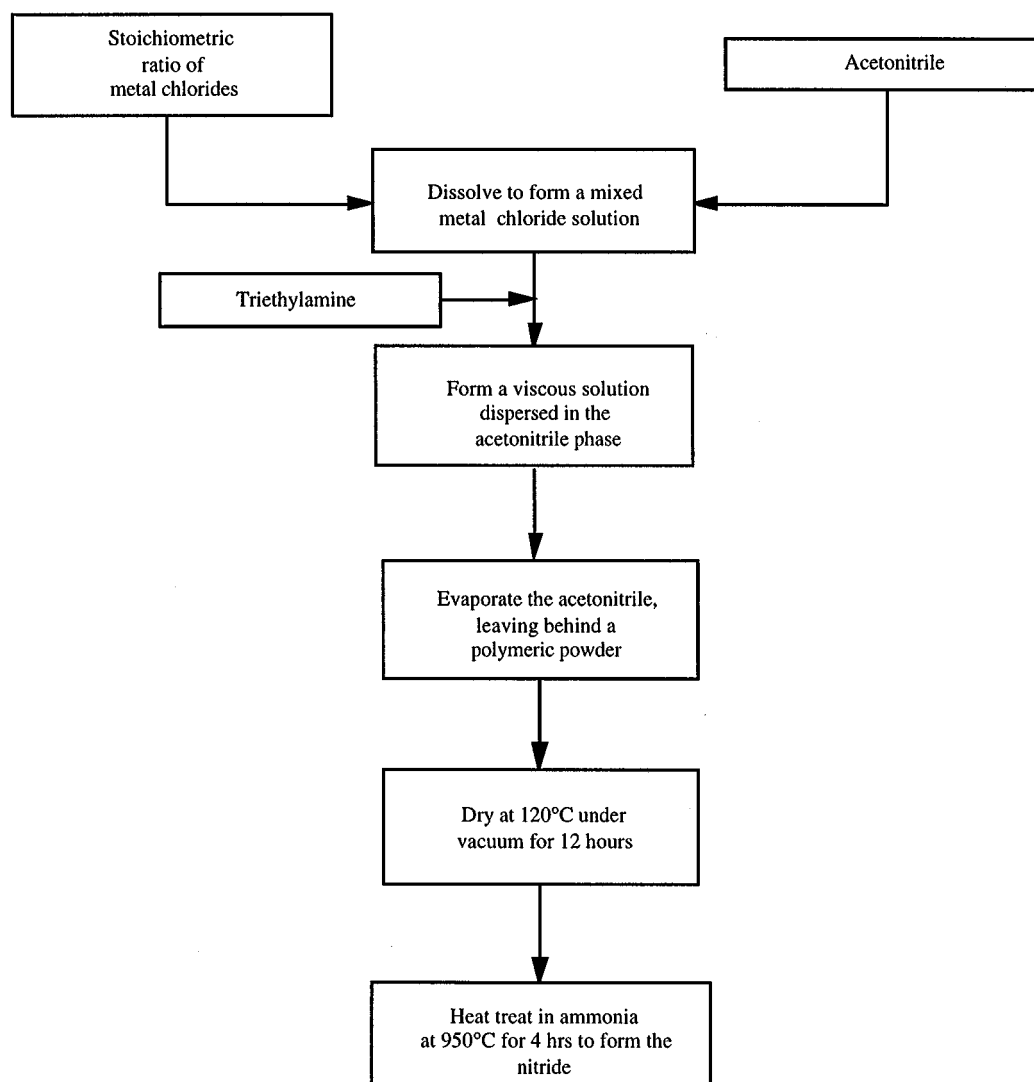 Stoichiometric
ratio of
metal chlorides
Acetonitrile
Dissolve to form a mixed
metal chloride solution
Triethylamine
Form a viscous solution
dispersed in the
acetonitrile phase
Evaporate the acetonitrile,
leaving behind a
polymeric powder
Dry at 120°C under
vacuum for 12 hours
Heat treat in ammonia
at 950°C for 4 hrs to form the
nitride